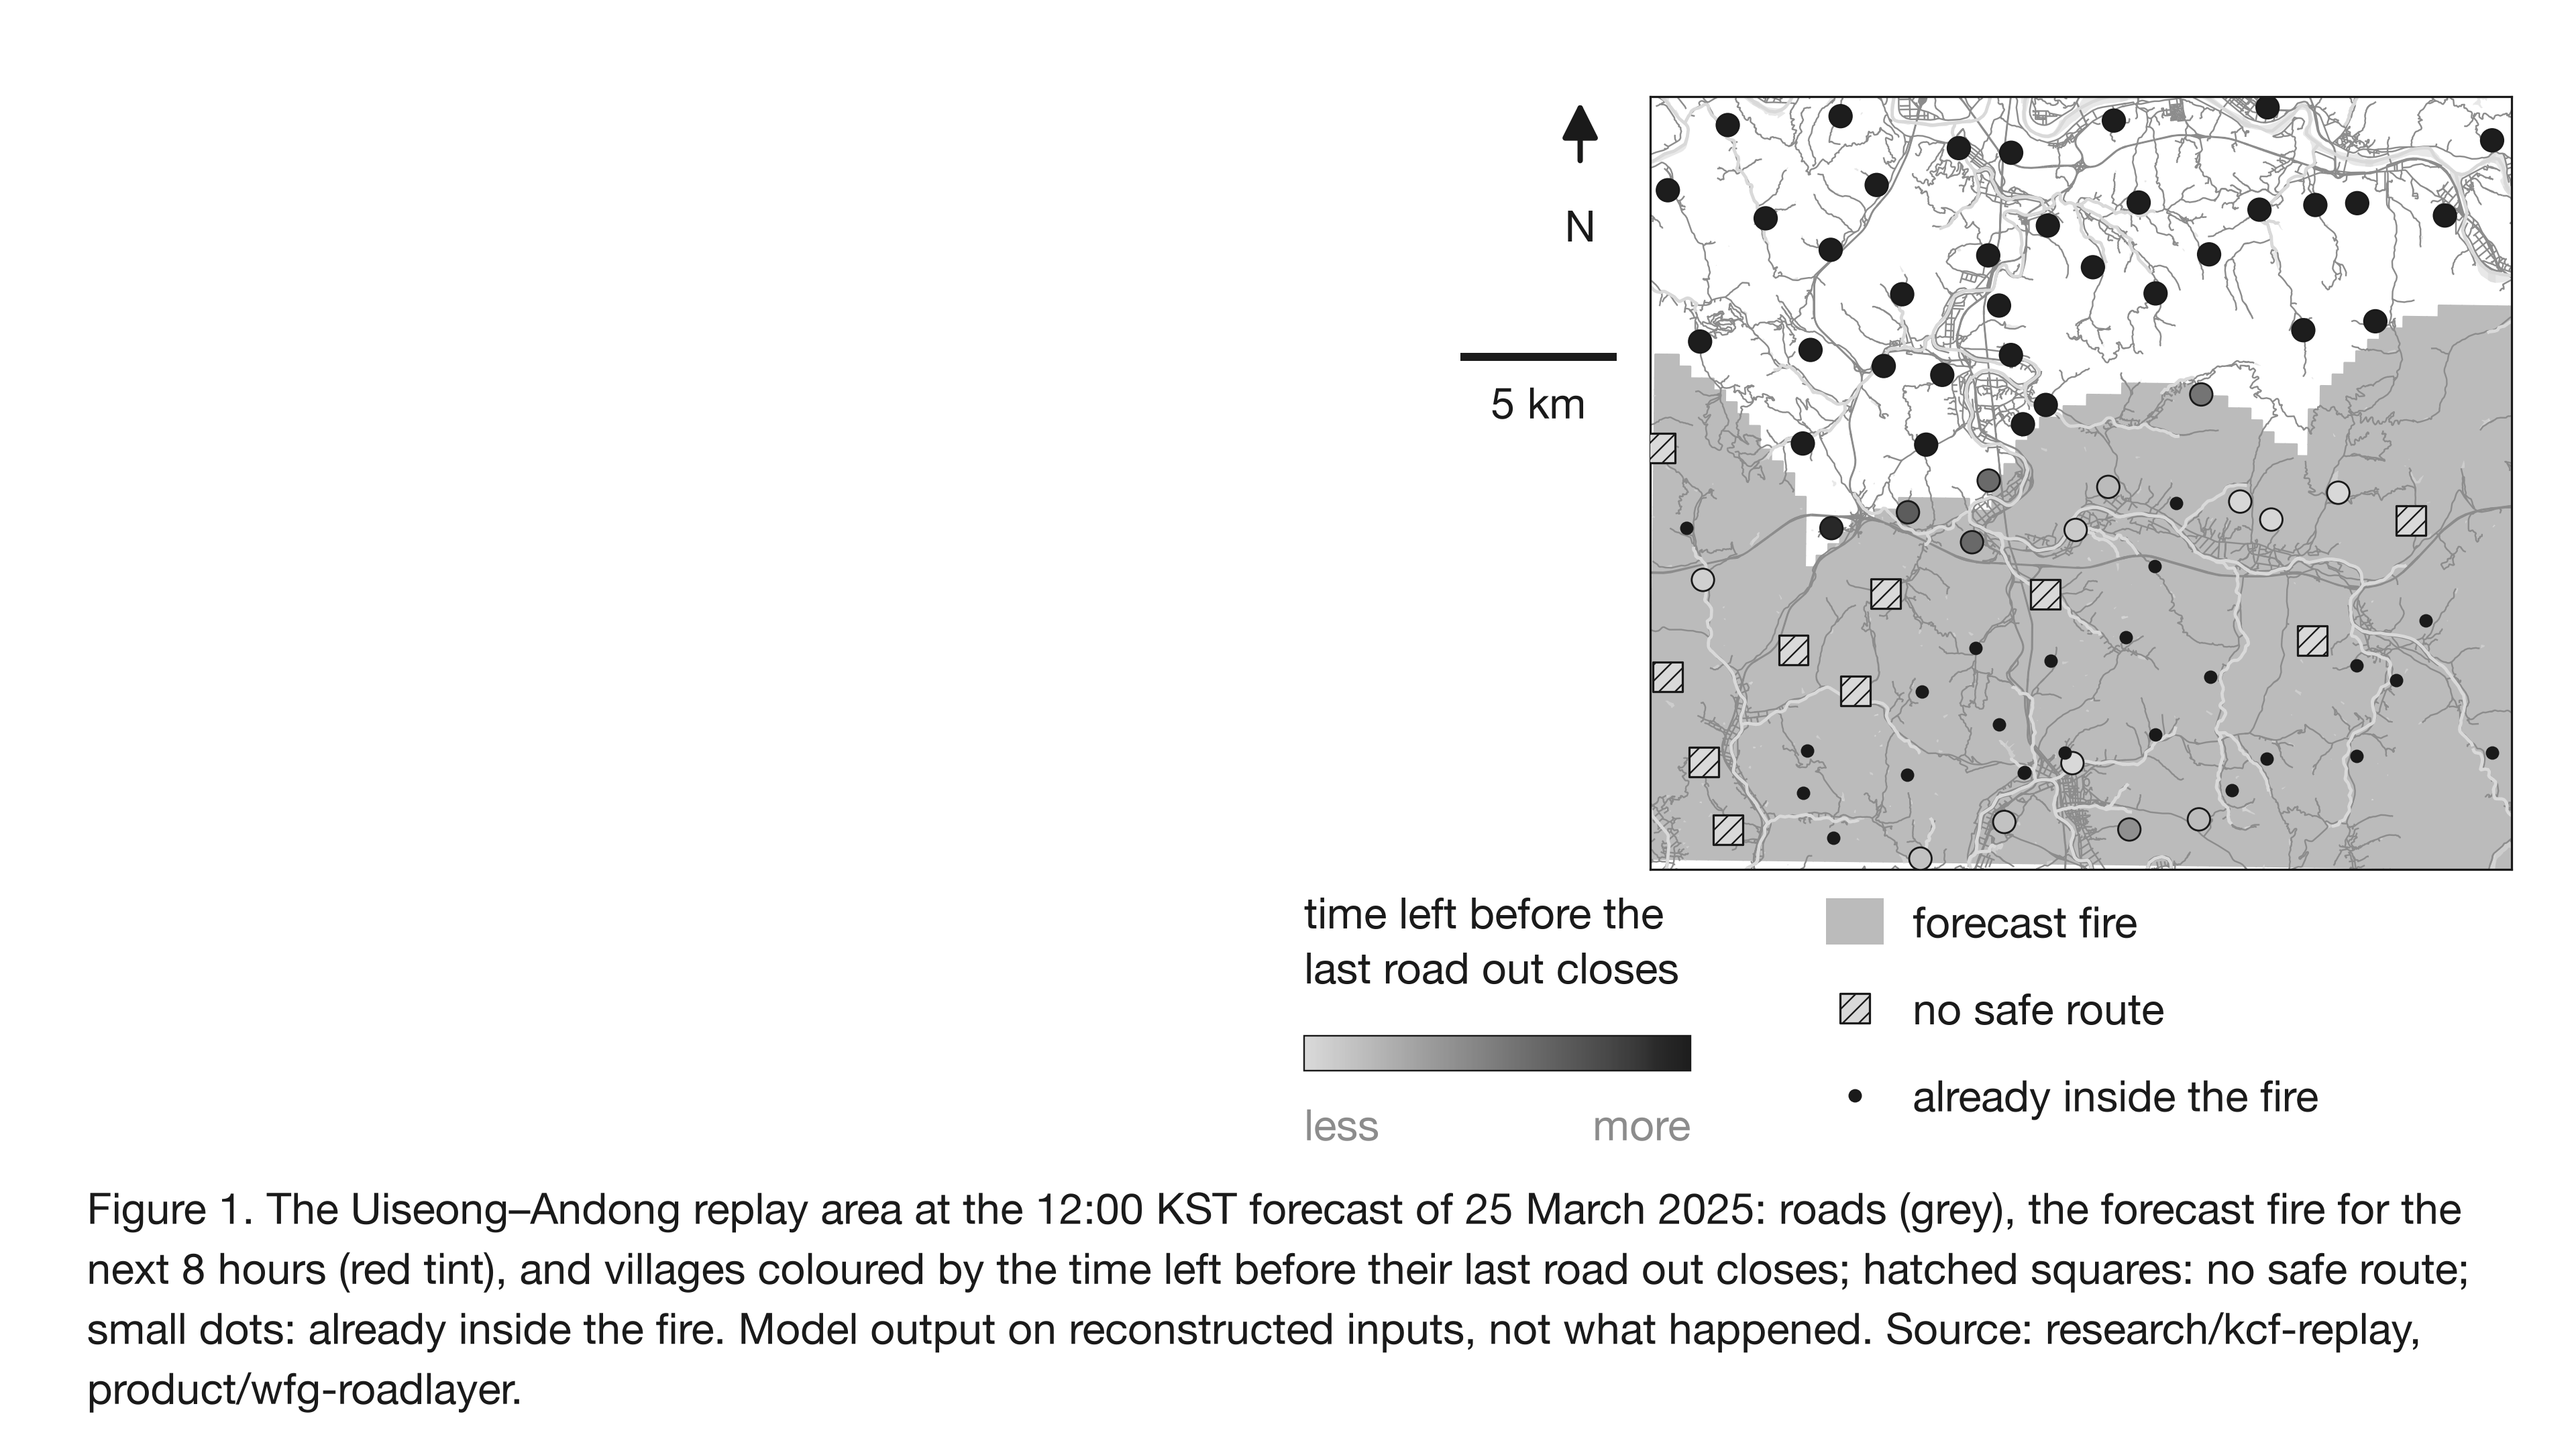 N
5 km
time left before the
last road out closes
less more
forecast fire
no safe route
already inside the fire
Figure 1. The Uiseong–Andong replay area at the 12:00 KST forecast of 25 March 2025: roads (grey), the forecast fire for the
next 8 hours (red tint), and villages coloured by the time left before their last road out closes; hatched squares: no safe route;
small dots: already inside the fire. Model output on reconstructed inputs, not what happened. Source: research/kcf-replay,
product/wfg-roadlayer.